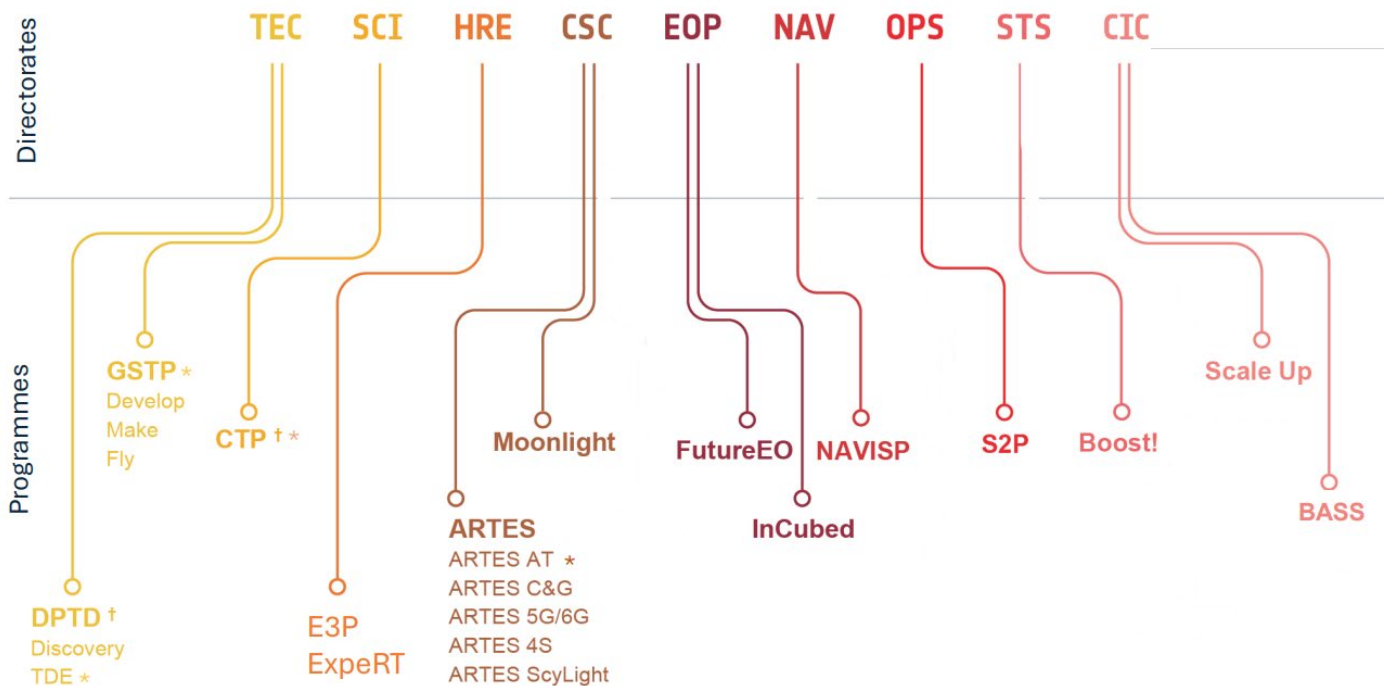 Directorates
TEC SCI HRE CSC EOP NAV OPS STS CIC
Programmes
GSTP *
Develop
Make
Fly
CTP † *
DPTD †
Discovery
TDE *
E3P
ExpeRT
Moonlight
ARTES
ARTES AT *
ARTES C&G
ARTES 5G/6G
ARTES 4S
ARTES ScyLight
FutureEO
InCubed
NAVISP
S2P
Boost!
Scale Up
BASS